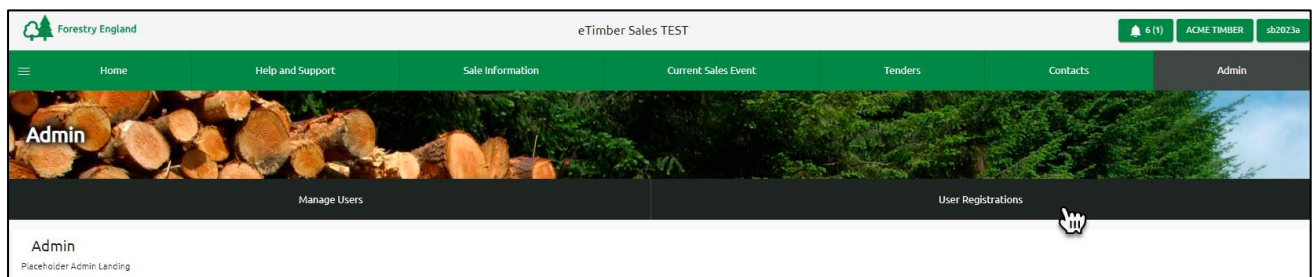 Forestry England eTimber Sales TEST 6 (1) ACME TIMBER sb2023a
Home Help and Support Sale Information Current Sales Event Tenders Contacts Admin
Admin
Manage Users User Registrations
Admin
Placeholder Admin Landing